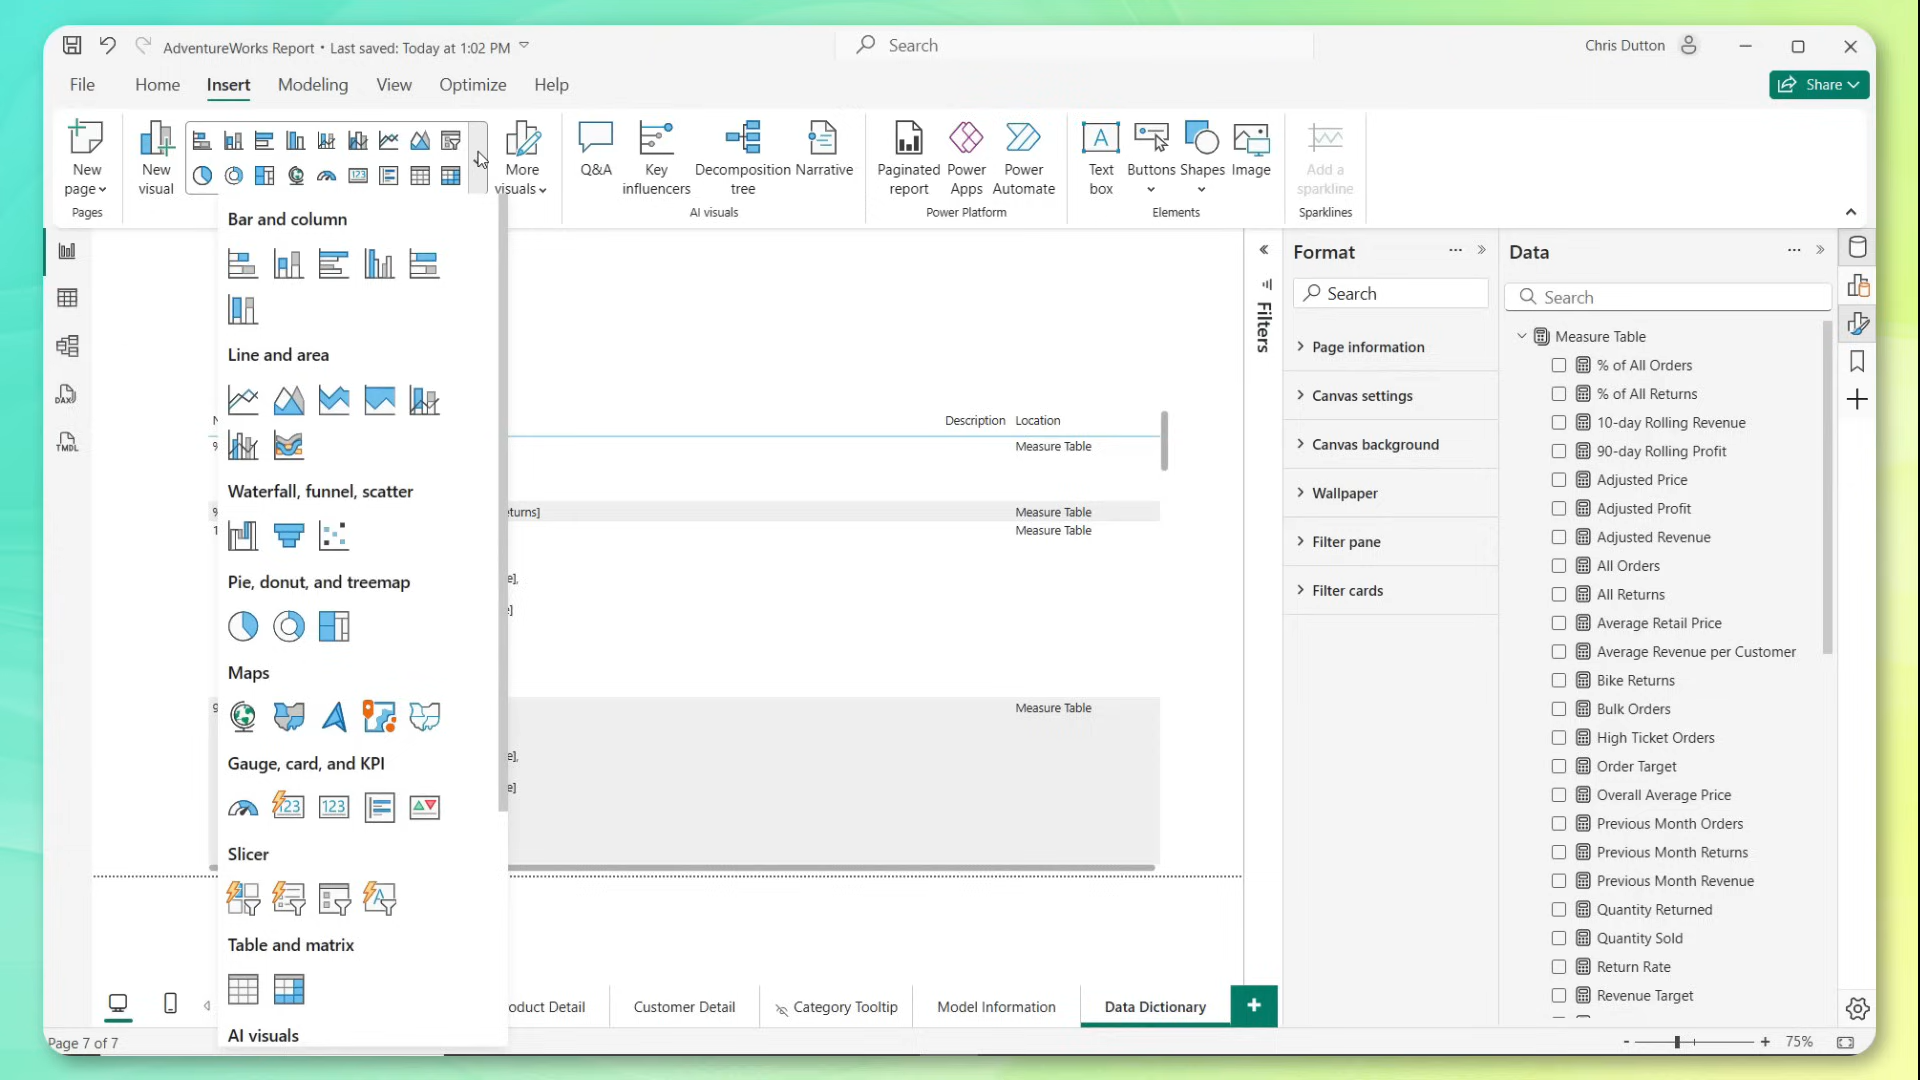 AdventureWorks Report • Last saved: Today at 1:02 PM
Search
Chris Dutton
File
Home
Insert
Modeling
View
Optimize
Help
Share
New
page
Pages
New
visual
More
visuals
Q&A
Key
influencers
Decomposition
tree
Narrative
AI visuals
Paginated
report
Power
Apps
Power
Automate
Power Platform
Text
box
Buttons
Shapes
Image
Elements
Add a
sparkline
Sparklines
DAX
TMDL
Bar and column
Line and area
Waterfall, funnel, scatter
Pie, donut, and treemap
Maps
Gauge, card, and KPI
123
123
Slicer
Table and matrix
AI visuals
Description Location
Measure Table
turns] Measure Table
Measure Table
e],
e]
Measure Table
e],
e]
Filters
Format
Search
Page information
Canvas settings
Canvas background
Wallpaper
Filter pane
Filter cards
Data
Search
Measure Table
% of All Orders
% of All Returns
10-day Rolling Revenue
90-day Rolling Profit
Adjusted Price
Adjusted Profit
Adjusted Revenue
All Orders
All Returns
Average Retail Price
Average Revenue per Customer
Bike Returns
Bulk Orders
High Ticket Orders
Order Target
Overall Average Price
Previous Month Orders
Previous Month Returns
Previous Month Revenue
Quantity Returned
Quantity Sold
Return Rate
Revenue Target
oduct Detail
Customer Detail
Category Tooltip
Model Information
Data Dictionary
Page 7 of 7
75%